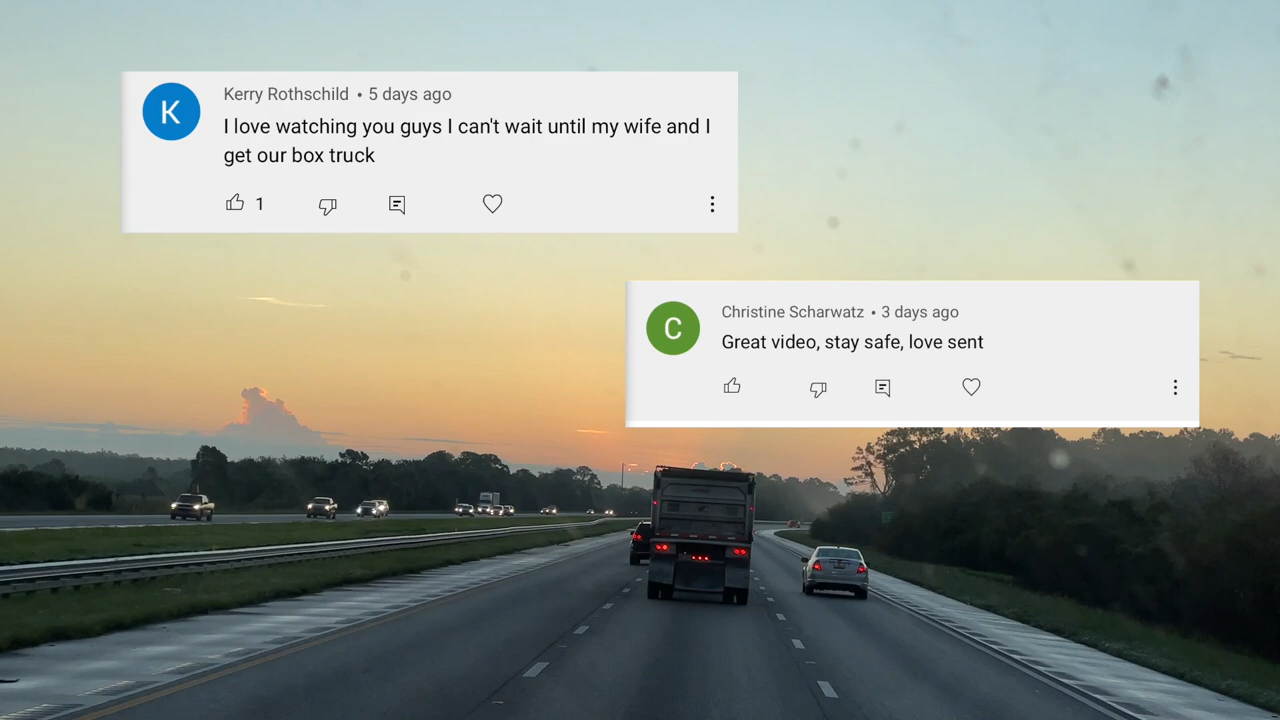 K
Kerry Rothschild • 5 days ago
I love watching you guys I can't wait until my wife and I
get our box truck
1
C
Christine Scharwatz • 3 days ago
Great video, stay safe, love sent